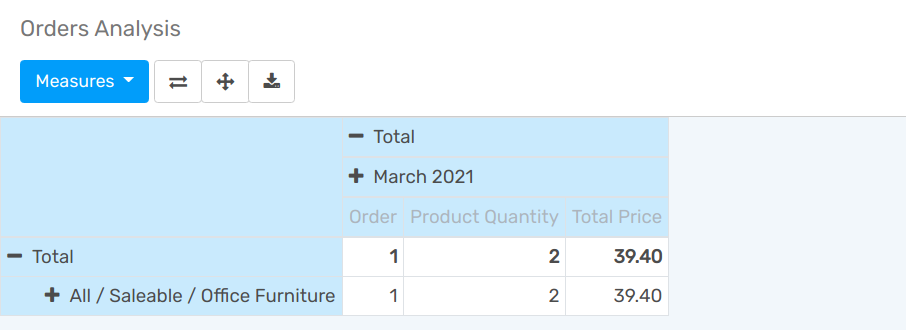 Orders Analysis
Measures
Total
March 2021
Order Product Quantity Total Price
Total 1 2 39.40
All / Saleable / Office Furniture 1 2 39.40